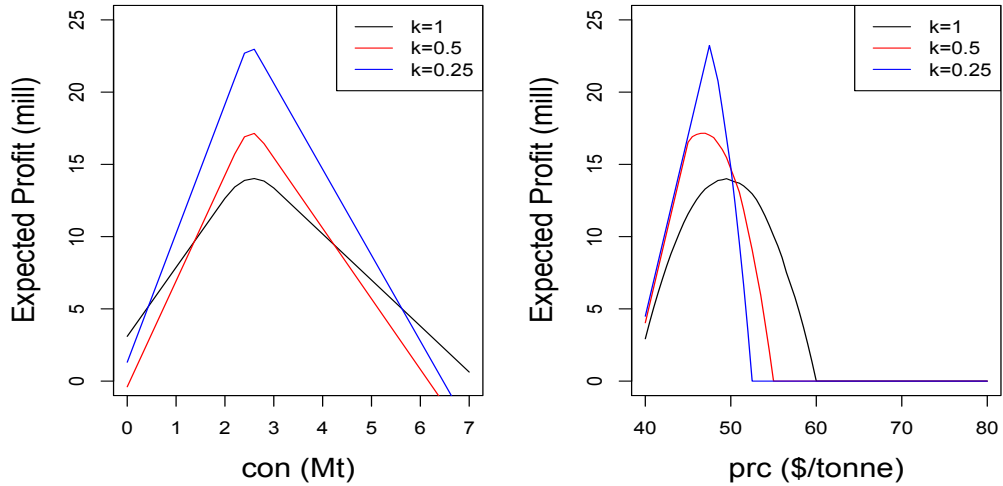 Expected Profit (mill)
25
20
15
10
5
0
k=1
k=0.5
k=0.25
0 1 2 3 4 5 6 7
con (Mt)
Expected Profit (mill)
25
20
15
10
5
0
k=1
k=0.5
k=0.25
40 50 60 70 80
prc ($/tonne)